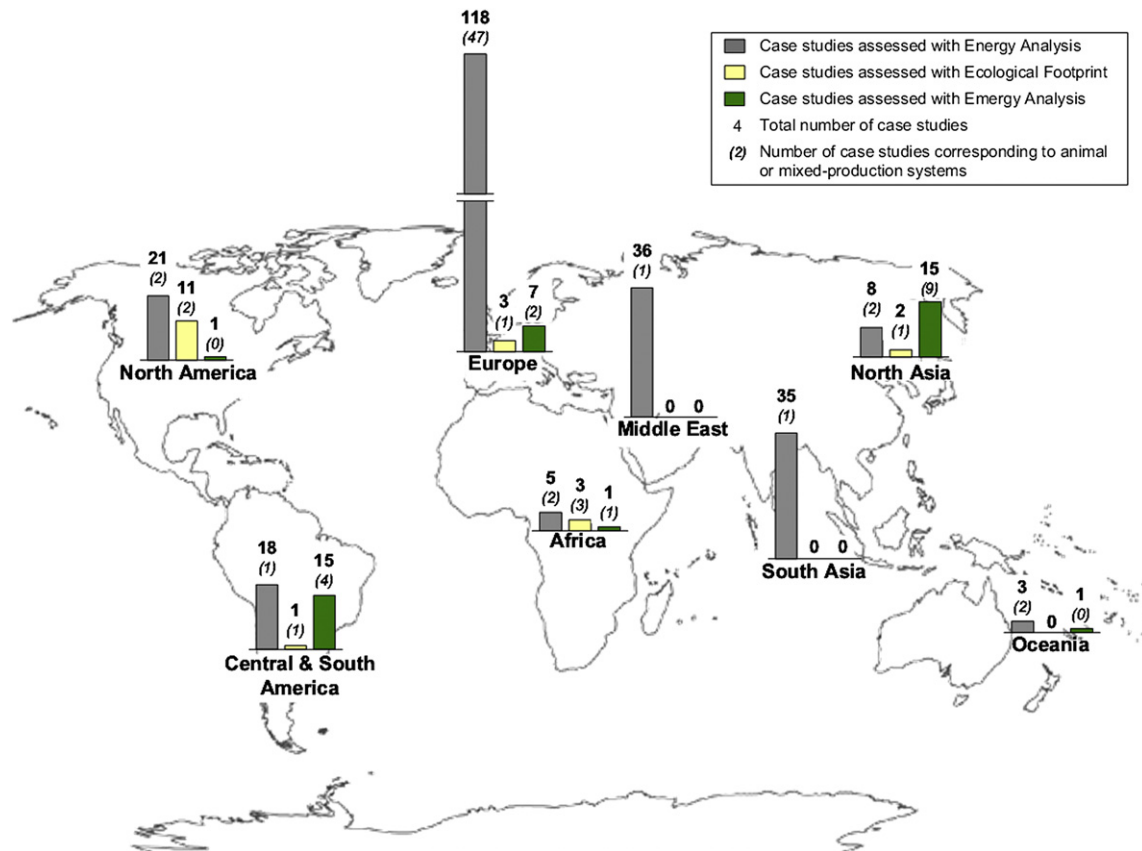 118
(47)
Case studies assessed with Energy Analysis
Case studies assessed with Ecological Footprint
Case studies assessed with Emergy Analysis
4 Total number of case studies
(2) Number of case studies corresponding to animal
or mixed-production systems
21
(2)
11
(2)
1
(0)
North America
3
(1)
7
(2)
Europe
36
(1)
0 0
Middle East
8
(2)
2
(1)
15
(9)
North Asia
35
(1)
0 0
South Asia
5
(2)
3
(3)
1
(1)
Africa
18
(1)
1
(1)
15
(4)
Central & South
America
3
(2)
0
1
(0)
Oceania